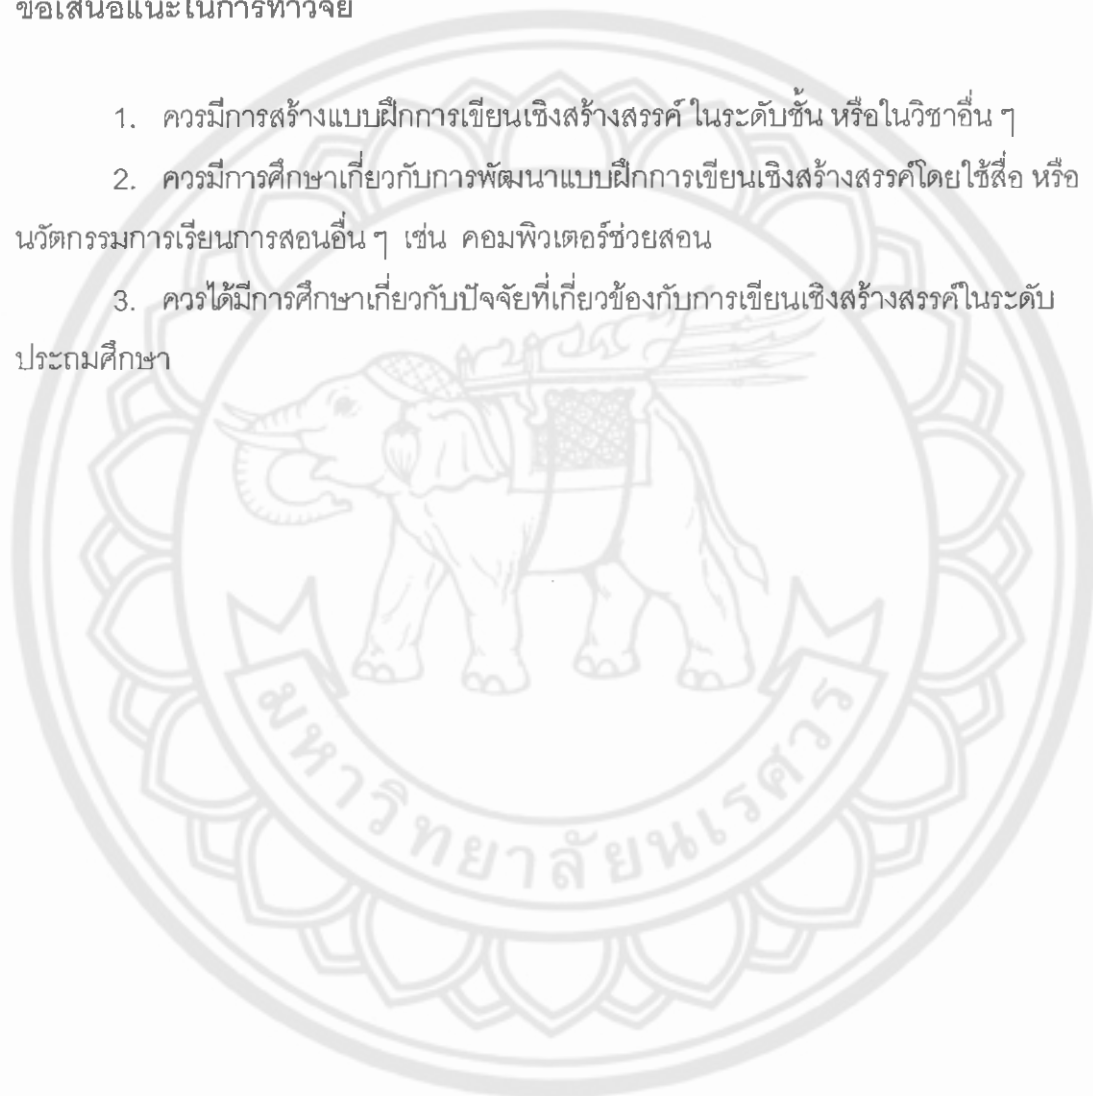 ข้อเสนอแนะในการทำวิจัย
1. ควรมีการสร้างแบบฝึกการเขียนเชิงสร้างสรรค์ ในระดับชั้น หรือในวิชาอื่น ๆ
2. ควรมีการศึกษาเกี่ยวกับการพัฒนาแบบฝึกการเขียนเชิงสร้างสรรค์โดยใช้สื่อ หรือ
นวัตกรรมการเรียนการสอนอื่น ๆ เช่น คอมพิวเตอร์ช่วยสอน
3. ควรได้มีการศึกษาเกี่ยวกับปัจจัยที่เกี่ยวข้องกับการเขียนเชิงสร้างสรรค์ในระดับ
ประถมศึกษา
มหาวิทยาลัยนเรศวร